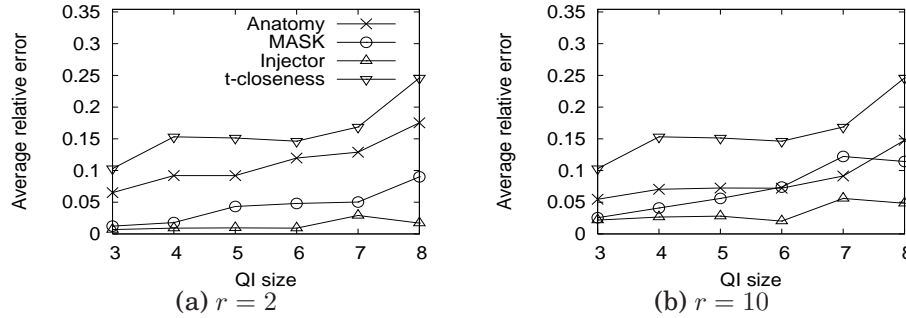 Average relative error
0.35
0.3
0.25
0.2
0.15
0.1
0.05
0
Anatomy
MASK
Injector
t-closeness
3 4 5 6 7 8
QI size
(a) r = 2
Average relative error
0.35
0.3
0.25
0.2
0.15
0.1
0.05
0
3 4 5 6 7 8
QI size
(b) r = 10